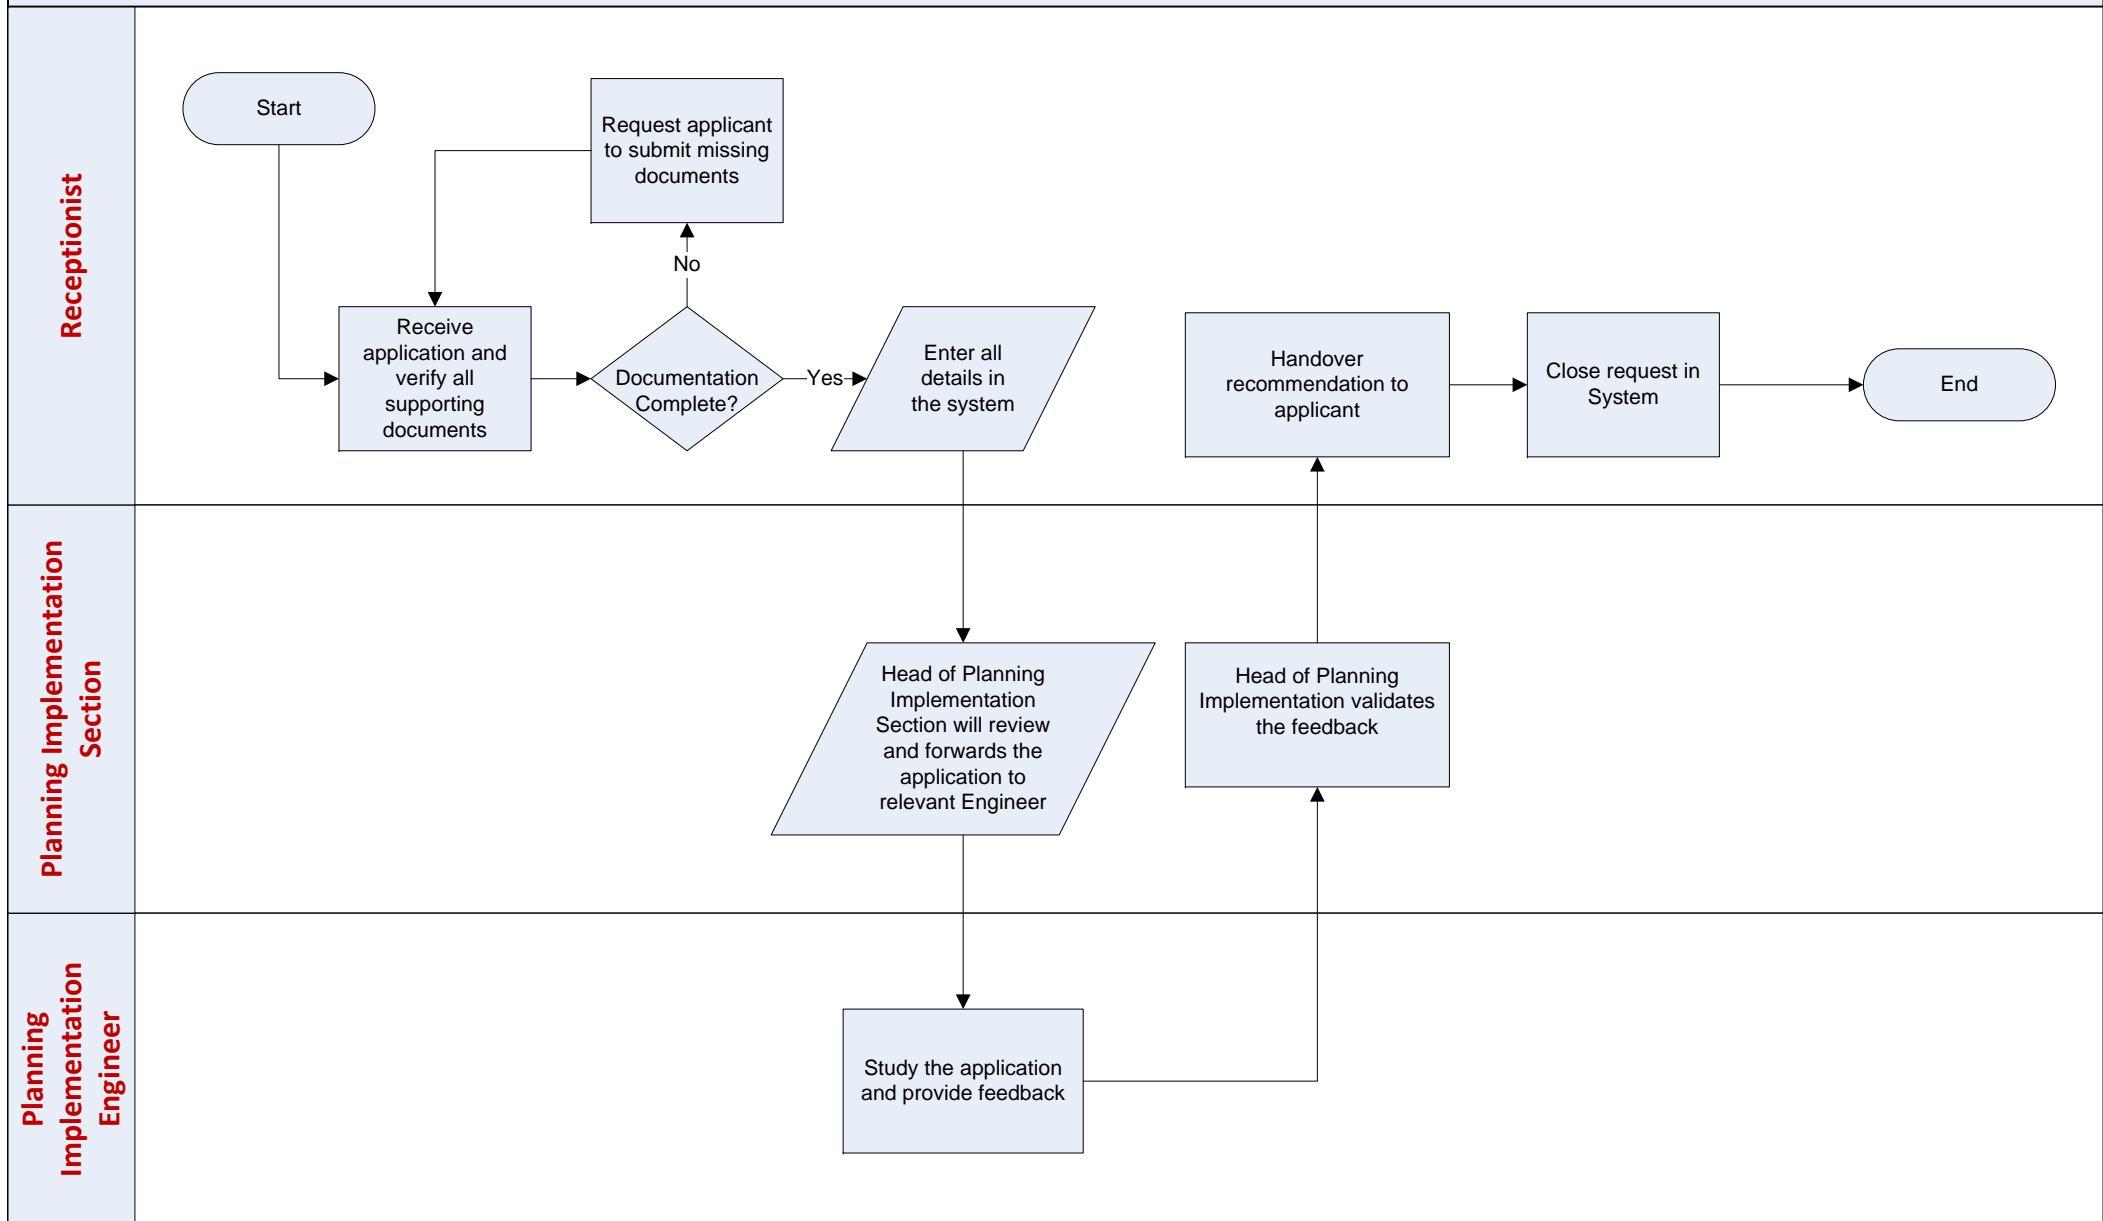 Receptionist
Start
Request applicant
to submit missing
documents
No
Receive
application and
verify all
supporting
documents
Documentation
Complete?
Yes
Enter all
details in
the system
Handover
recommendation to
applicant
Close request in
System
End
Planning Implementation
Section
Head of Planning
Implementation
Section will review
and forwards the
application to
relevant Engineer
Head of Planning
Implementation validates
the feedback
Planning
Implementation
Engineer
Study the application
and provide feedback